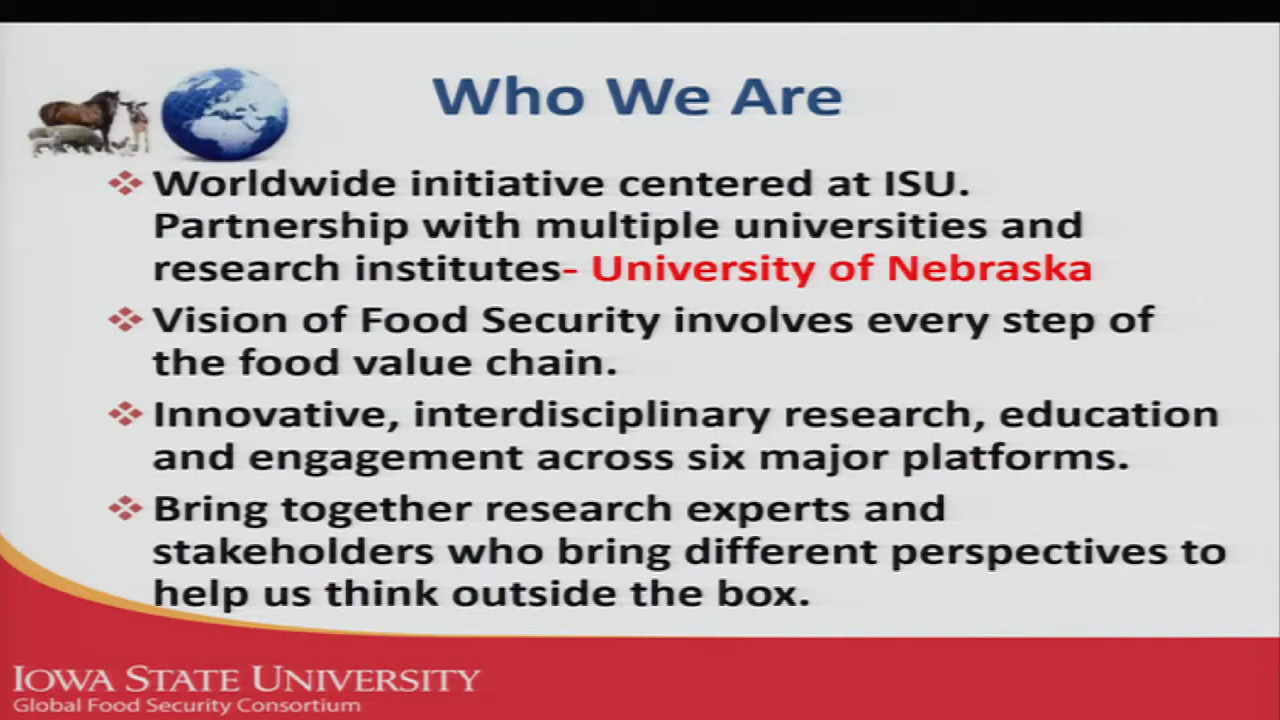 Who We Are
Worldwide initiative centered at ISU.
Partnership with multiple universities and
research institutes- University of Nebraska
Vision of Food Security involves every step of
the food value chain.
Innovative, interdisciplinary research, education
and engagement across six major platforms.
Bring together research experts and
stakeholders who bring different perspectives to
help us think outside the box.
IOWA STATE UNIVERSITY
Global Food Security Consortium